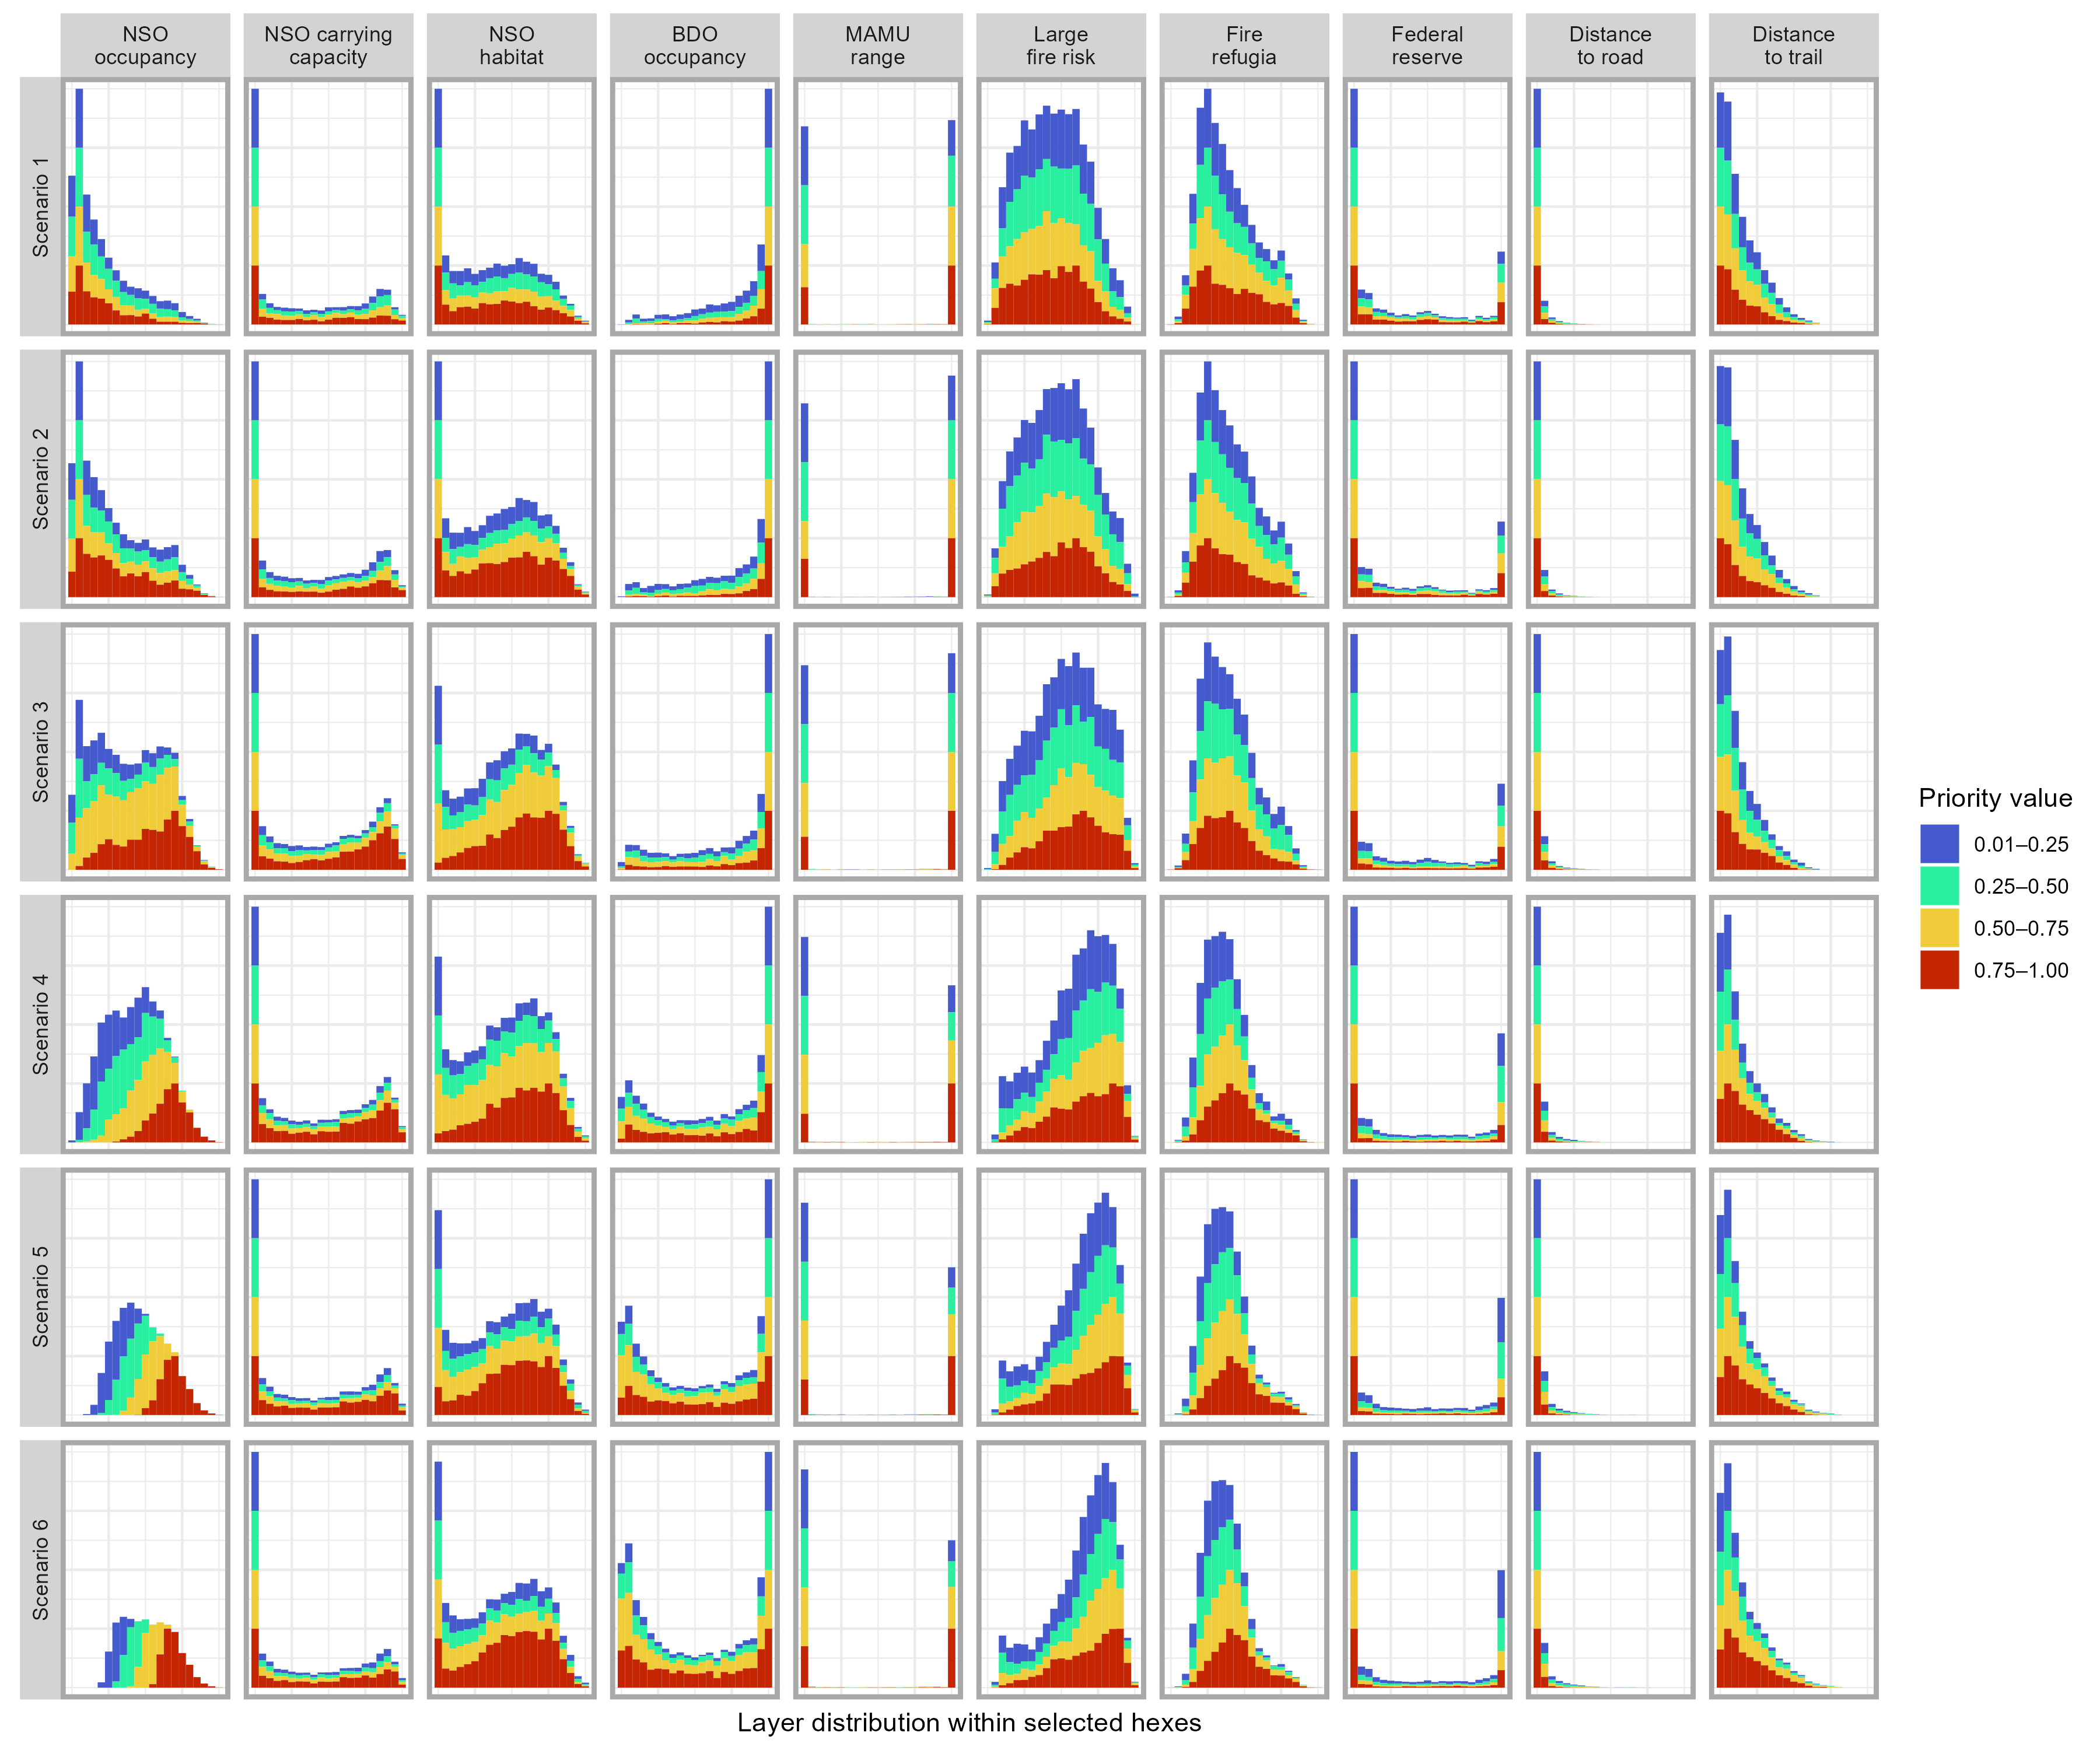 NSO
occupancy
NSO carrying
capacity
NSO
habitat
BDO
occupancy
MAMU
range
Large
fire risk
Fire
refugia
Federal
reserve
Distance
to road
Distance
to trail
Scenario 1
Scenario 2
Scenario 3
Scenario 4
Scenario 5
Scenario 6
Priority value
0.01–0.25
0.25–0.50
0.50–0.75
0.75–1.00
Layer distribution within selected hexes